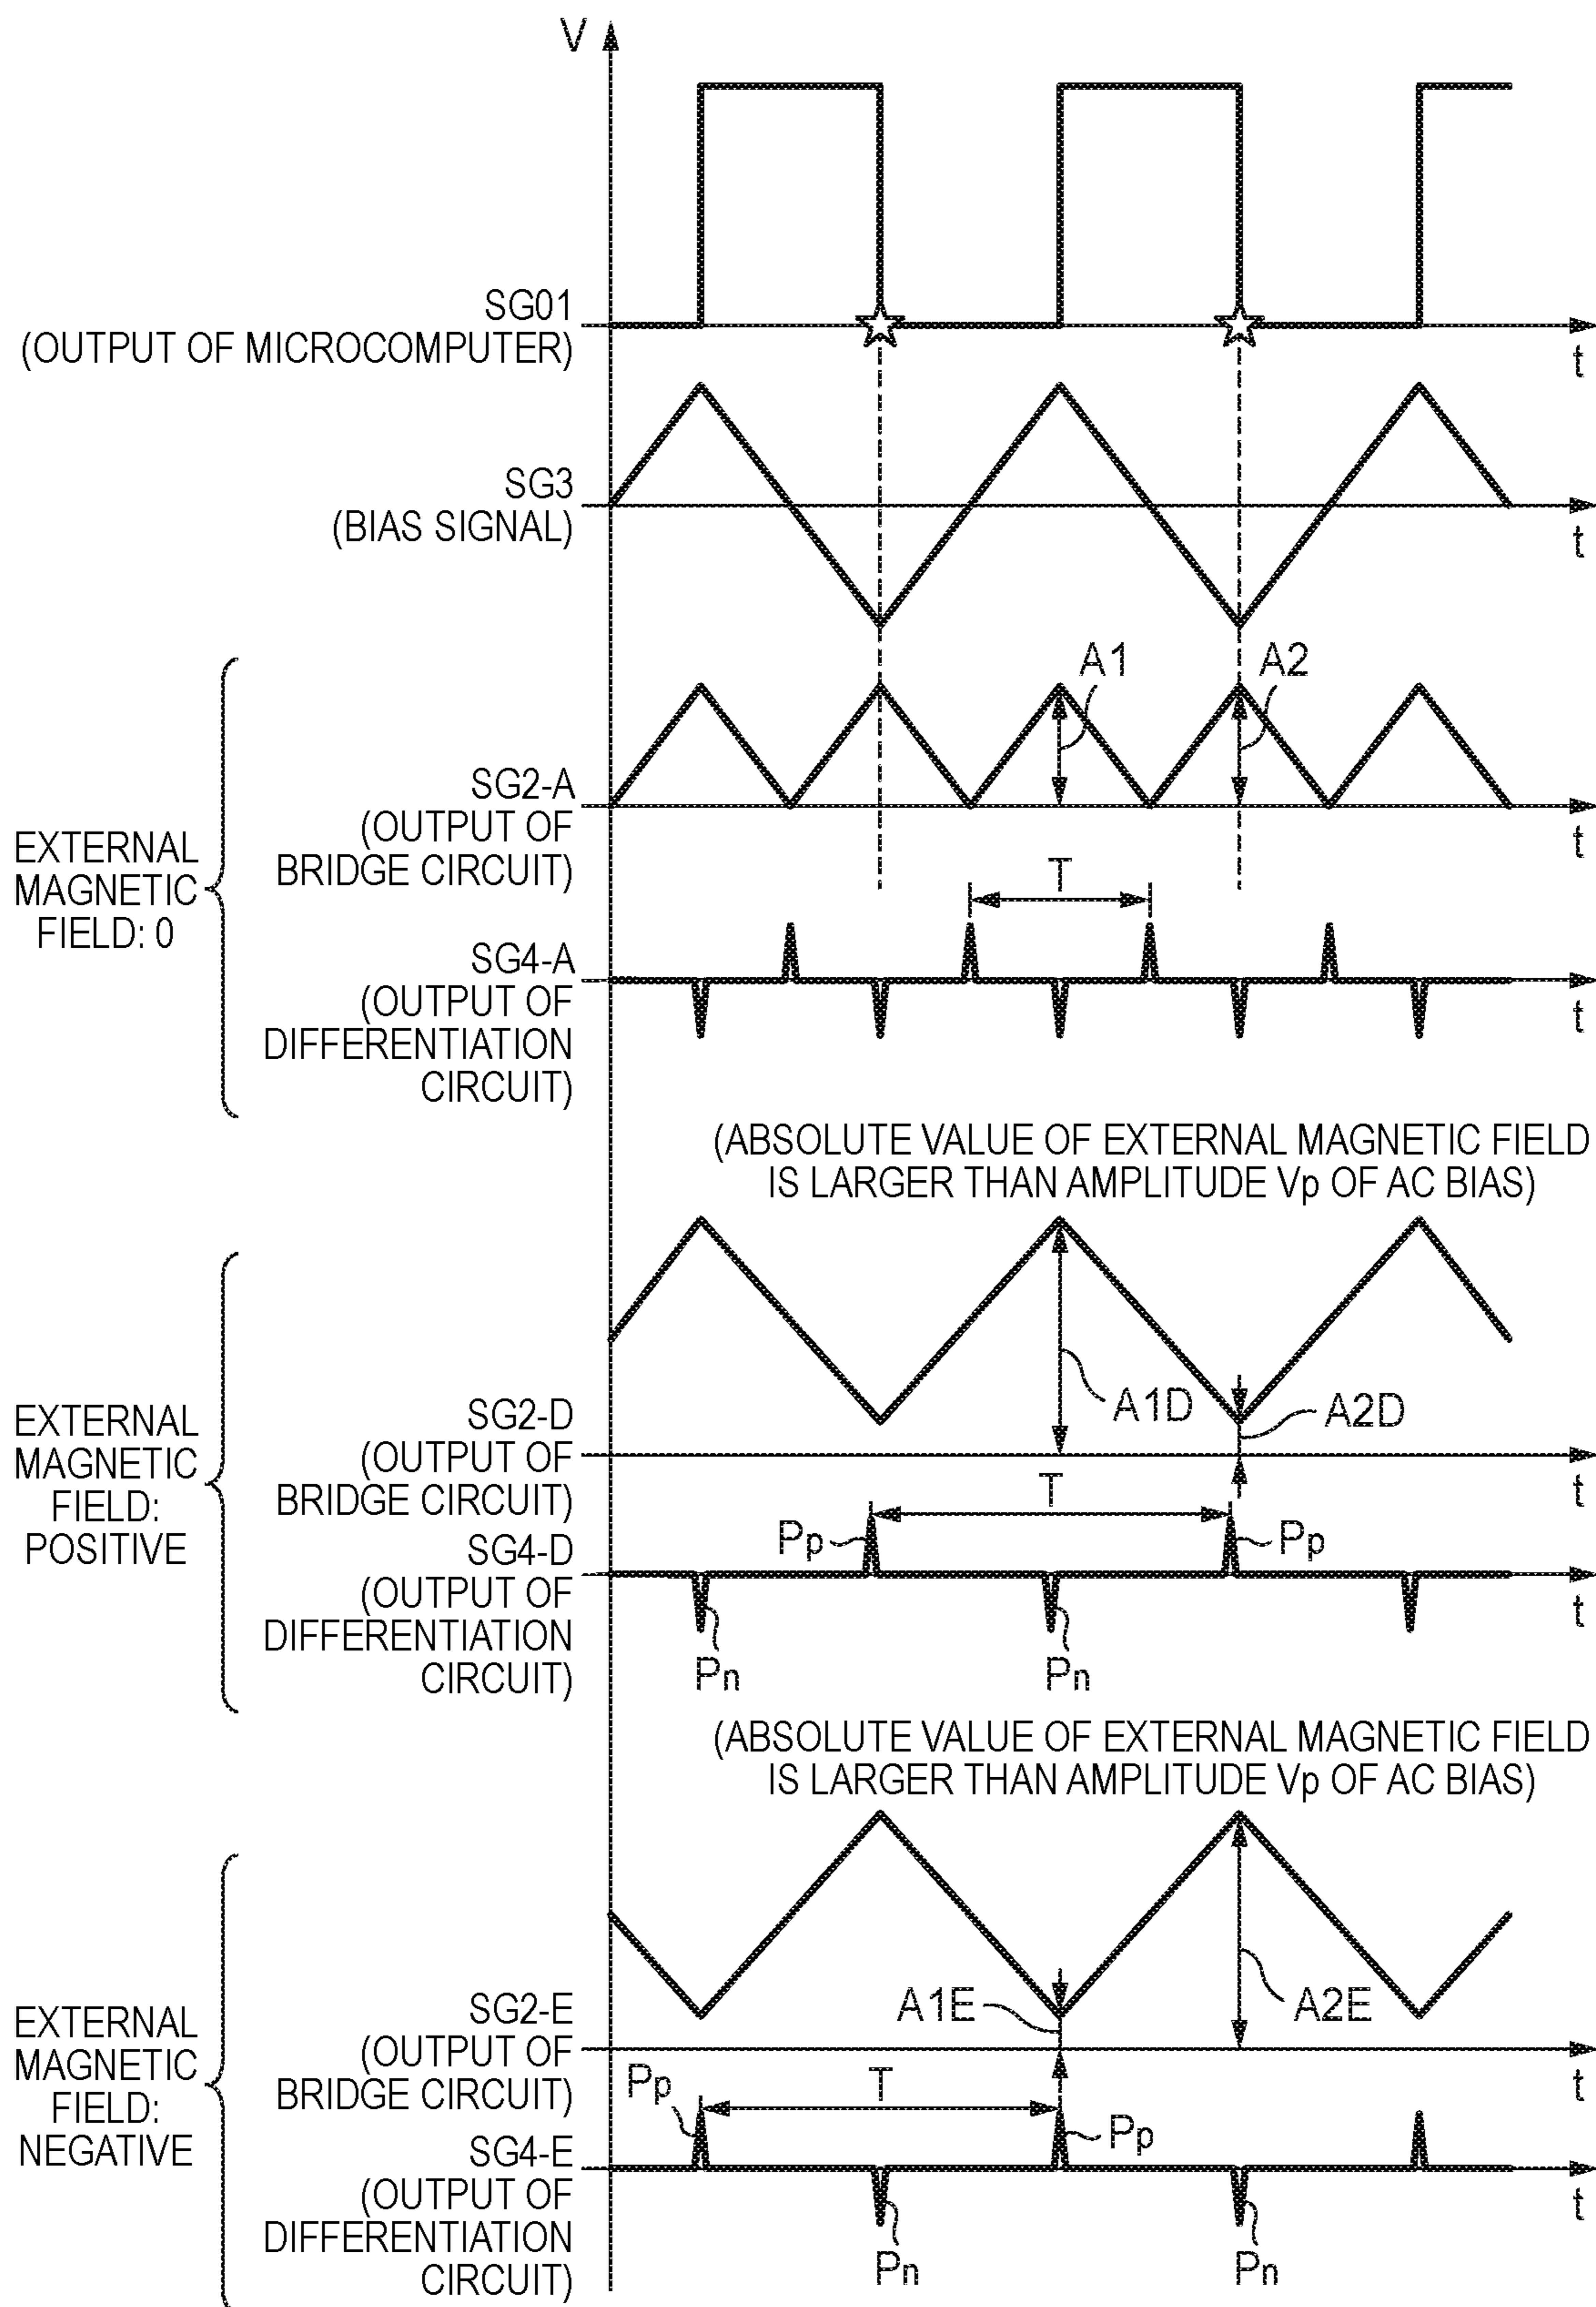 V
SG01
(OUTPUT OF MICROCOMPUTER)
t
SG3
(BIAS SIGNAL)
t
A1
A2
SG2-A
(OUTPUT OF
BRIDGE CIRCUIT)
t
EXTERNAL
MAGNETIC
FIELD: 0
T
SG4-A
(OUTPUT OF
DIFFERENTIATION
CIRCUIT)
t
(ABSOLUTE VALUE OF EXTERNAL MAGNETIC FIELD
IS LARGER THAN AMPLITUDE Vp OF AC BIAS)
A1D
A2D
SG2-D
(OUTPUT OF
BRIDGE CIRCUIT)
t
EXTERNAL
MAGNETIC
FIELD:
POSITIVE
T
Pp
Pp
SG4-D
(OUTPUT OF
DIFFERENTIATION
CIRCUIT)
t
Pn
Pn
(ABSOLUTE VALUE OF EXTERNAL MAGNETIC FIELD
IS LARGER THAN AMPLITUDE Vp OF AC BIAS)
A1E
A2E
SG2-E
(OUTPUT OF
BRIDGE CIRCUIT)
t
EXTERNAL
MAGNETIC
FIELD:
NEGATIVE
Pp
T
Pp
SG4-E
(OUTPUT OF
DIFFERENTIATION
CIRCUIT)
t
Pn
Pn